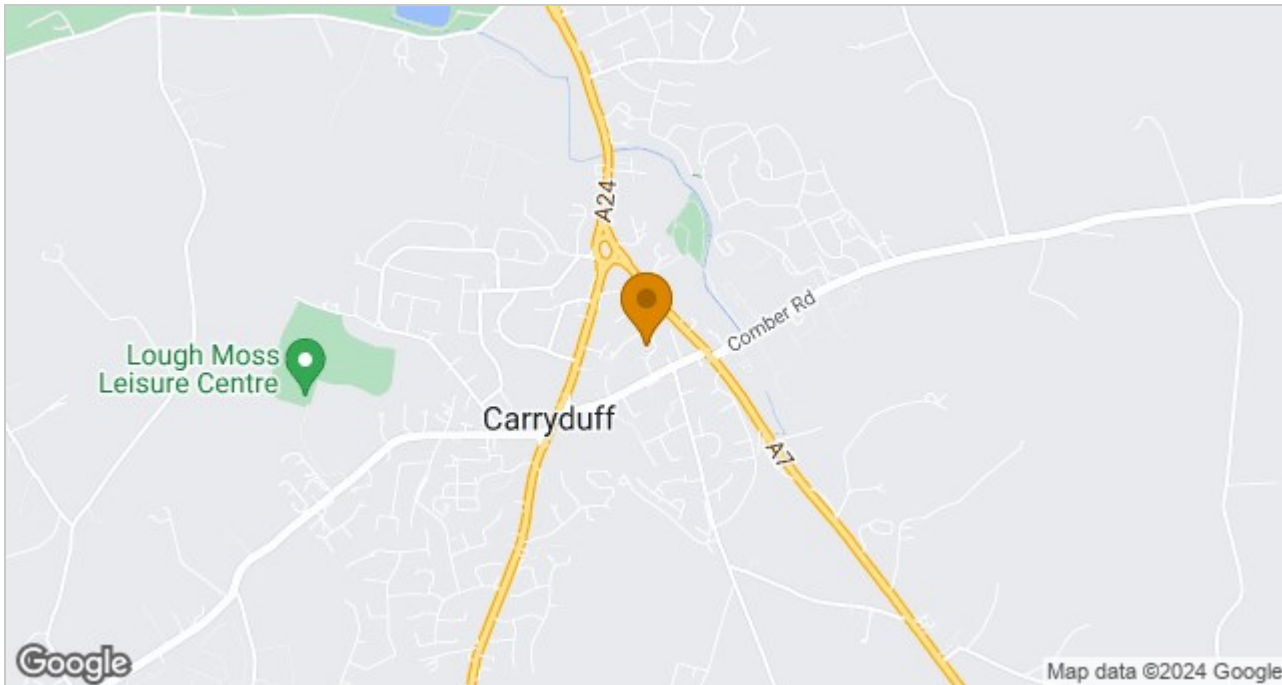 A24
Comber Rd
Lough Moss
Leisure Centre
Carryduff
A7
Google
Map data ©2024 Google